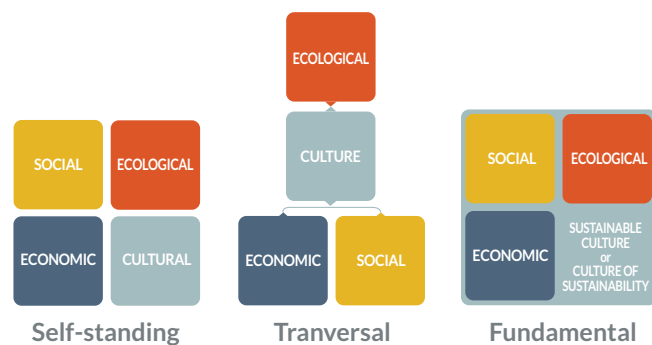 SOCIAL
ECOLOGICAL
ECONOMIC
CULTURAL
Self-standing
ECOLOGICAL
CULTURE
ECONOMIC
SOCIAL
Tranversal
SOCIAL
ECOLOGICAL
ECONOMIC
SUSTAINABLE
CULTURE
or
CULTURE OF
SUSTAINABILITY
Fundamental